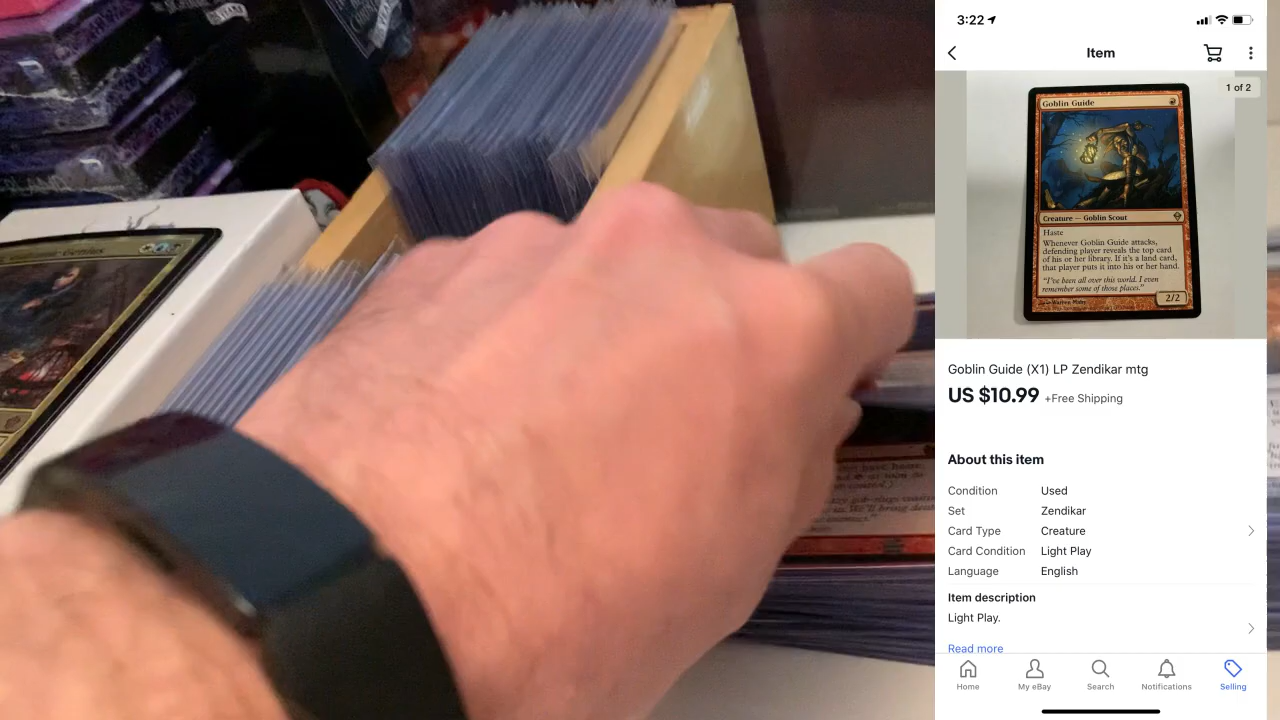 3:22
Item
1 of 2
Goblin Guide
Creature — Goblin Scout
Haste
Whenever Goblin Guide attacks,
defending player reveals the top card
of his or her library. If it's a land card,
that player puts it into his or her hand.
"I've been all over this world. I even
remember some of those places."
2/2
Goblin Guide (X1) LP Zendikar mtg
US $10.99 +Free Shipping
About this item
Condition Used
Set Zendikar
Card Type Creature
Card Condition Light Play
Language English
Item description
Light Play.
Read more
Home My eBay Search Notifications Selling